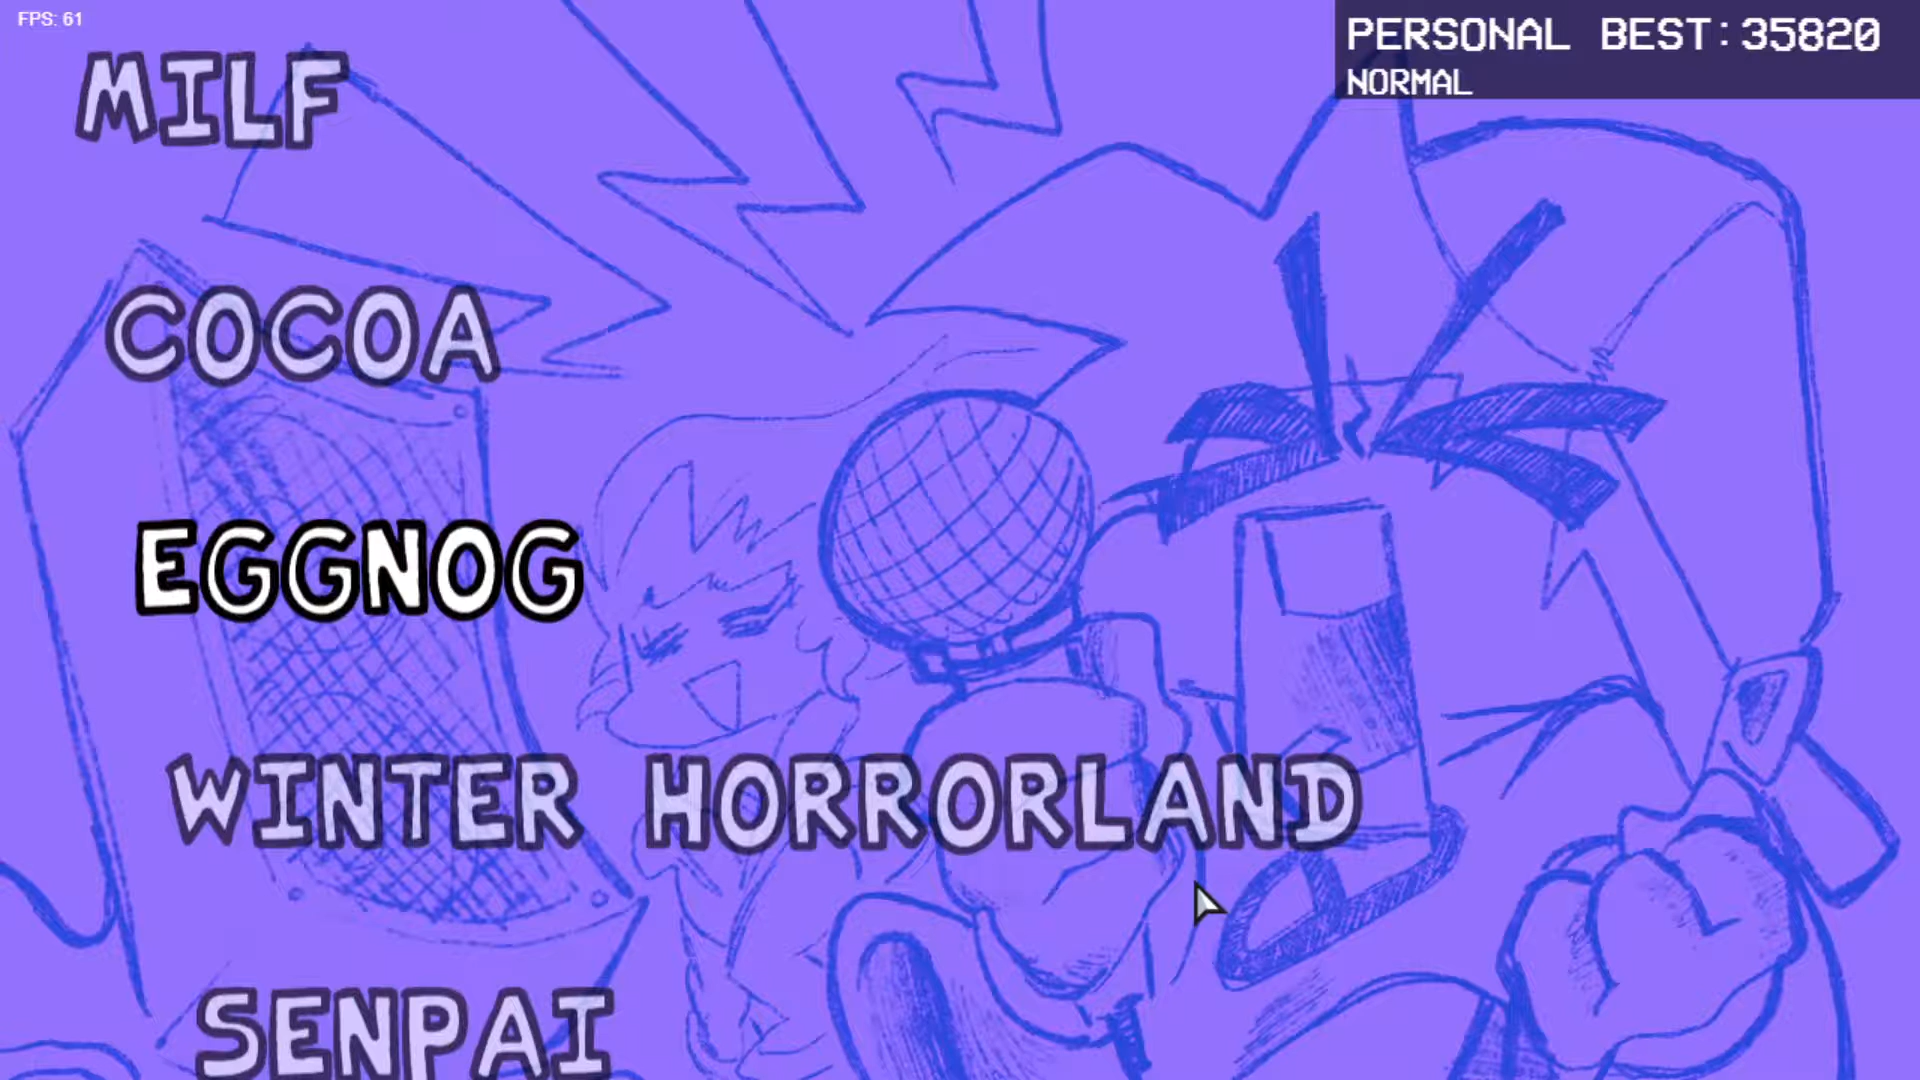 FPS: 61
PERSONAL BEST:35820
NORMAL
MILF
COCOA
EGGNOG
WINTER HORRORLAND
SENPAI